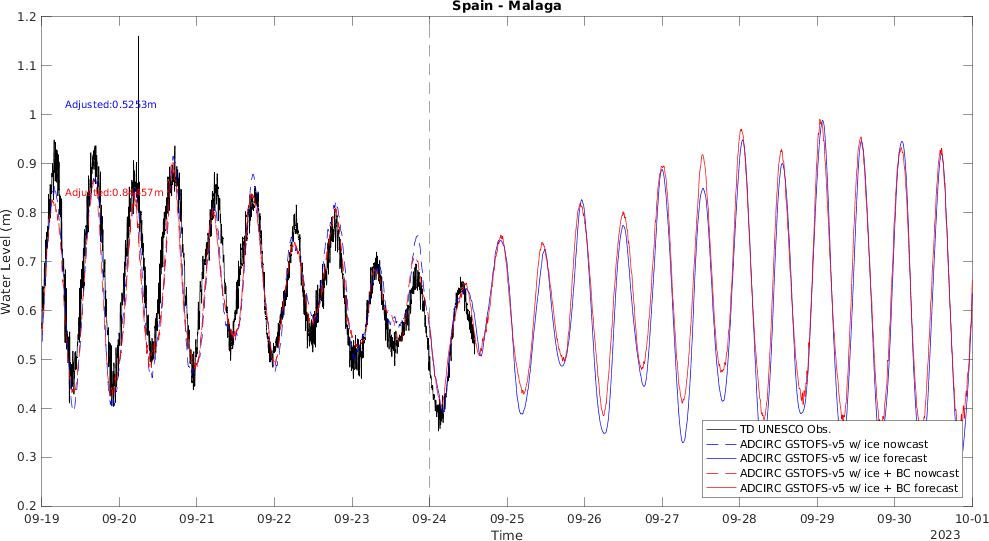 Spain - Malaga
1.2
1.1
1
0.9
0.8
0.7
0.6
0.5
0.4
0.3
0.2
Water Level (m)
Adjusted:0.5253m
TD UNESCO Obs.
ADCIRC GSTOFS-v5 w/ ice nowcast
ADCIRC GSTOFS-v5 w/ ice forecast
ADCIRC GSTOFS-v5 w/ ice + BC nowcast
ADCIRC GSTOFS-v5 w/ ice + BC forecast
09-19 09-20 09-21 09-22 09-23 09-24 09-25 09-26 09-27 09-28 09-29 09-30 10-01
Time
2023